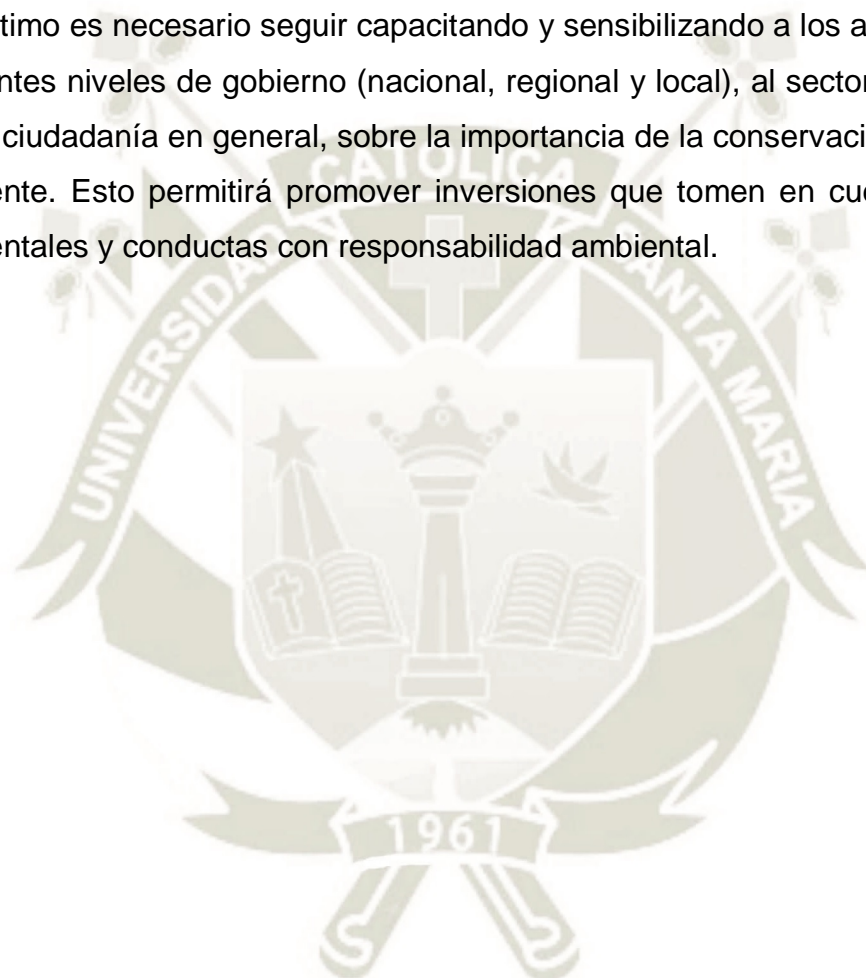 timo es necesario seguir capacitando y sensibilizando a los a
ntes niveles de gobierno (nacional, regional y local), al sector
ciudadanía en general, sobre la importancia de la conservaci
ente. Esto permitirá promover inversiones que tomen en cue
entales y conductas con responsabilidad ambiental.
UNIVERSIDAD CATOLICA SANTA MARIA
1961